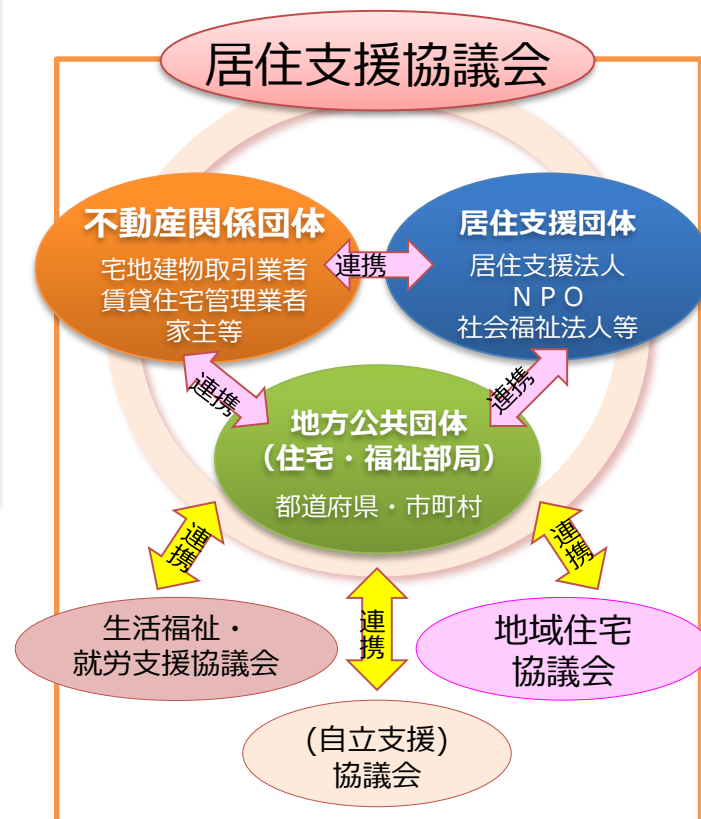 居住支援協議会
不動産関係団体
宅地建物取引業者
賃貸住宅管理業者
家主等
連携
居住支援団体
居住支援法人
ＮＰＯ
社会福祉法人等
連携
連携
地方公共団体
（住宅・福祉部局）
都道府県・市町村
連携
連携
連携
生活福祉・
就労支援協議会
地域住宅
協議会
(自立支援)
協議会